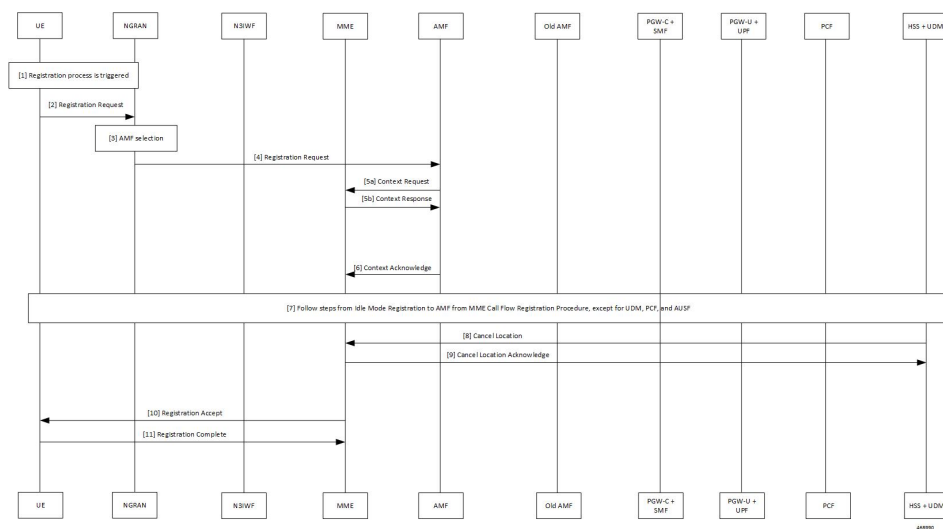 UE
NGRAN
N3IWF
MME
AMF
Old AMF
PGW-C +
SMF
PGW-U +
UPF
PCF
HSS + UDM
[1] Registration process is triggered
[2] Registration Request
[3] AMF selection
[4] Registration Request
[5a] Context Request
[5b] Context Response
[6] Context Acknowledge
[7] Follow steps from Idle Mode Registration to AMF from MME Call Flow Registration Procedure, except for UDM, PCF, and AUSF
[8] Cancel Location
[9] Cancel Location Acknowledge
[10] Registration Accept
[11] Registration Complete
UE
NGRAN
N3IWF
MME
AMF
Old AMF
PGW-C +
SMF
PGW-U +
UPF
PCF
HSS + UDM